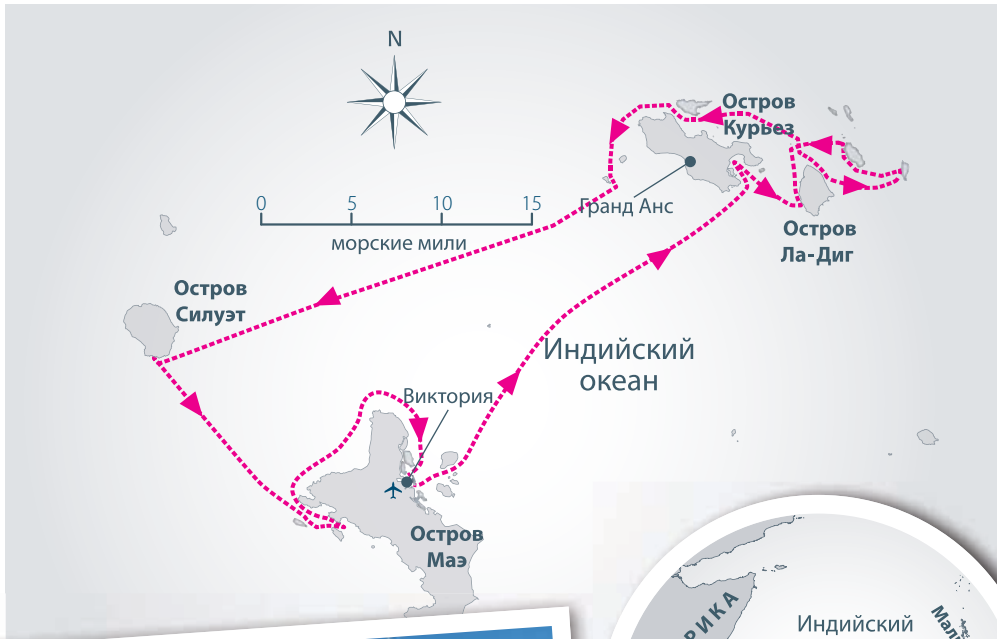 N
Остров
Курьез
0 5 10 15
морские мили
Гранд Анс
Остров
Ла-Диг
Остров
Силуэт
Индийский
океан
Виктория
Остров
Маэ
Индийский